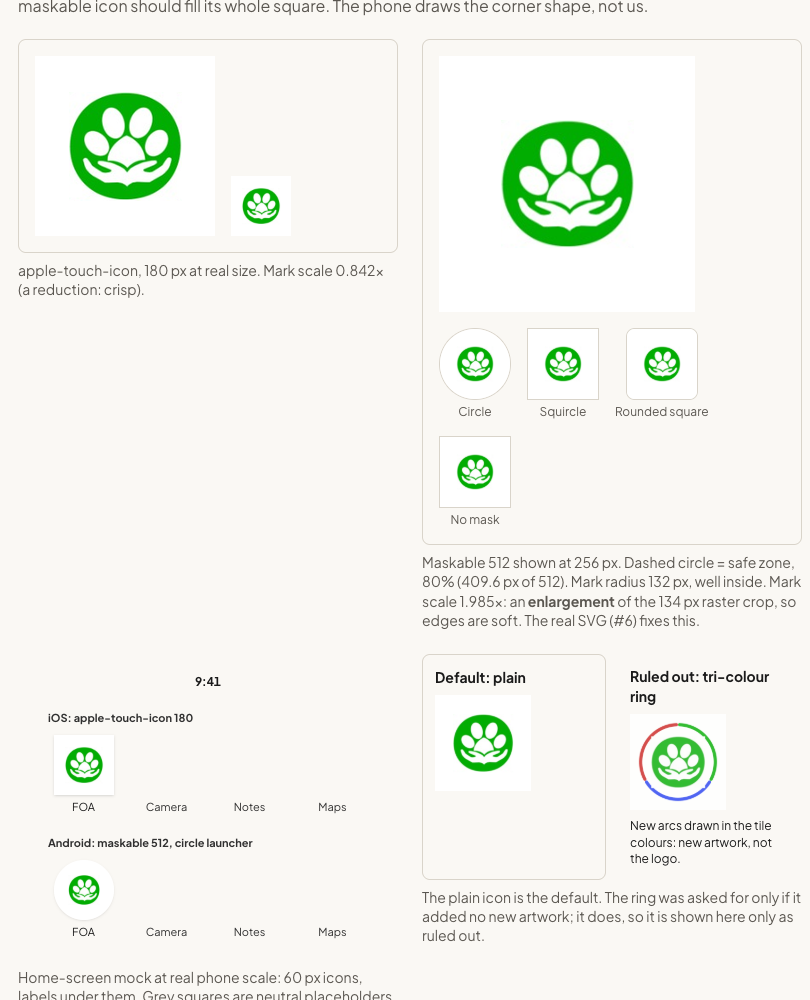 maskable icon should fill its whole square. The phone draws the corner shape, not us.
apple-touch-icon, 180 px at real size. Mark scale 0.842×
(a reduction: crisp).
Circle
Squircle
Rounded square
No mask
Maskable 512 shown at 256 px. Dashed circle = safe zone,
80% (409.6 px of 512). Mark radius 132 px, well inside. Mark
scale 1.985×: an enlargement of the 134 px raster crop, so
edges are soft. The real SVG (#6) fixes this.
9:41
iOS: apple-touch-icon 180
FOA
Camera
Notes
Maps
Android: maskable 512, circle launcher
FOA
Camera
Notes
Maps
Home-screen mock at real phone scale: 60 px icons,
labels under them. Grey squares are neutral placeholders
Default: plain
Ruled out: tri-colour
ring
New arcs drawn in the tile
colours: new artwork, not
the logo.
The plain icon is the default. The ring was asked for only if it
added no new artwork; it does, so it is shown here only as
ruled out.